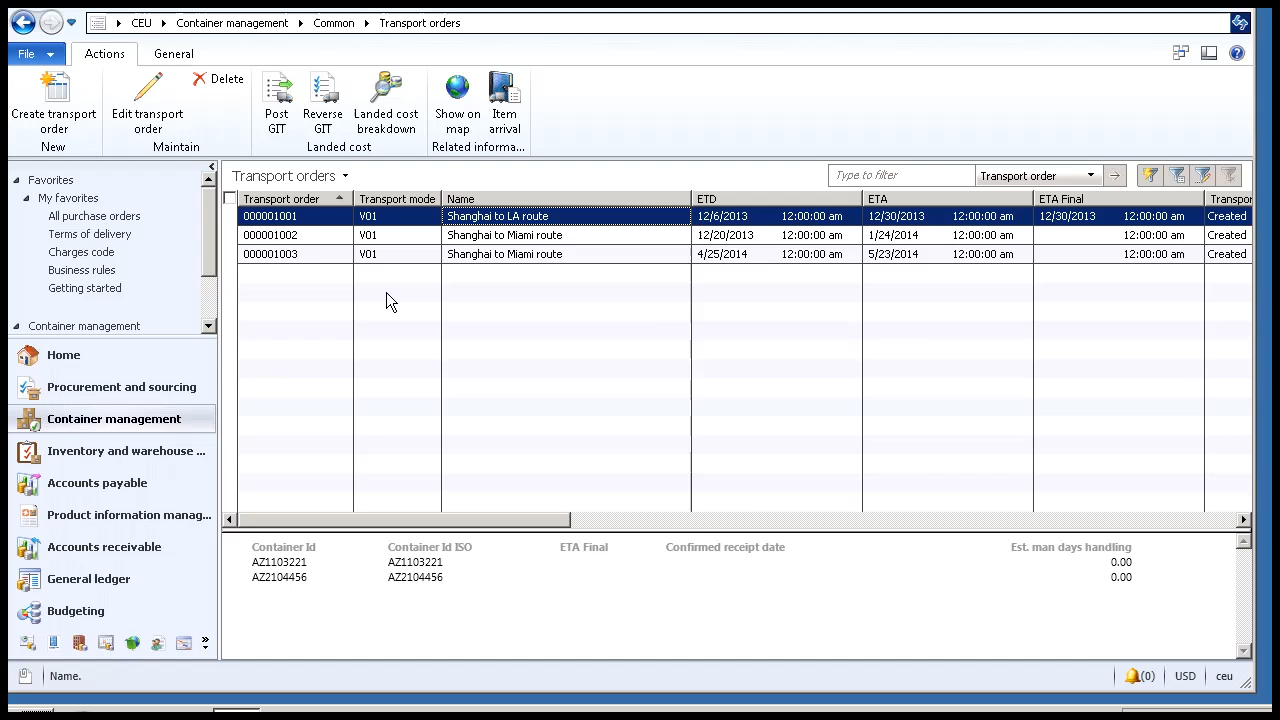 CEU Container management Common Transport orders
File Actions General
Create transport order
Edit transport order
Delete
Post GIT
Reverse GIT
Landed cost breakdown
Show on map
Item arrival
New Maintain Landed cost Related informa...
Favorites
My favorites
All purchase orders
Terms of delivery
Charges code
Business rules
Getting started
Container management
Home
Procurement and sourcing
Container management
Inventory and warehouse ...
Accounts payable
Product information manag...
Accounts receivable
General ledger
Budgeting
Transport orders Type to filter Transport order
Transport order Transport mode Name ETD ETA ETA Final Transpor
000001001 V01 Shanghai to LA route 12/6/2013 12:00:00 am 12/30/2013 12:00:00 am 12/30/2013 12:00:00 am Created
000001002 V01 Shanghai to Miami route 12/20/2013 12:00:00 am 1/24/2014 12:00:00 am 12:00:00 am Created
000001003 V01 Shanghai to Miami route 4/25/2014 12:00:00 am 5/23/2014 12:00:00 am 12:00:00 am Created
Container Id Container Id ISO ETA Final Confirmed receipt date Est. man days handling
AZ1103221 AZ1103221 0.00
AZ2104456 AZ2104456 0.00
Name. (0) USD ceu